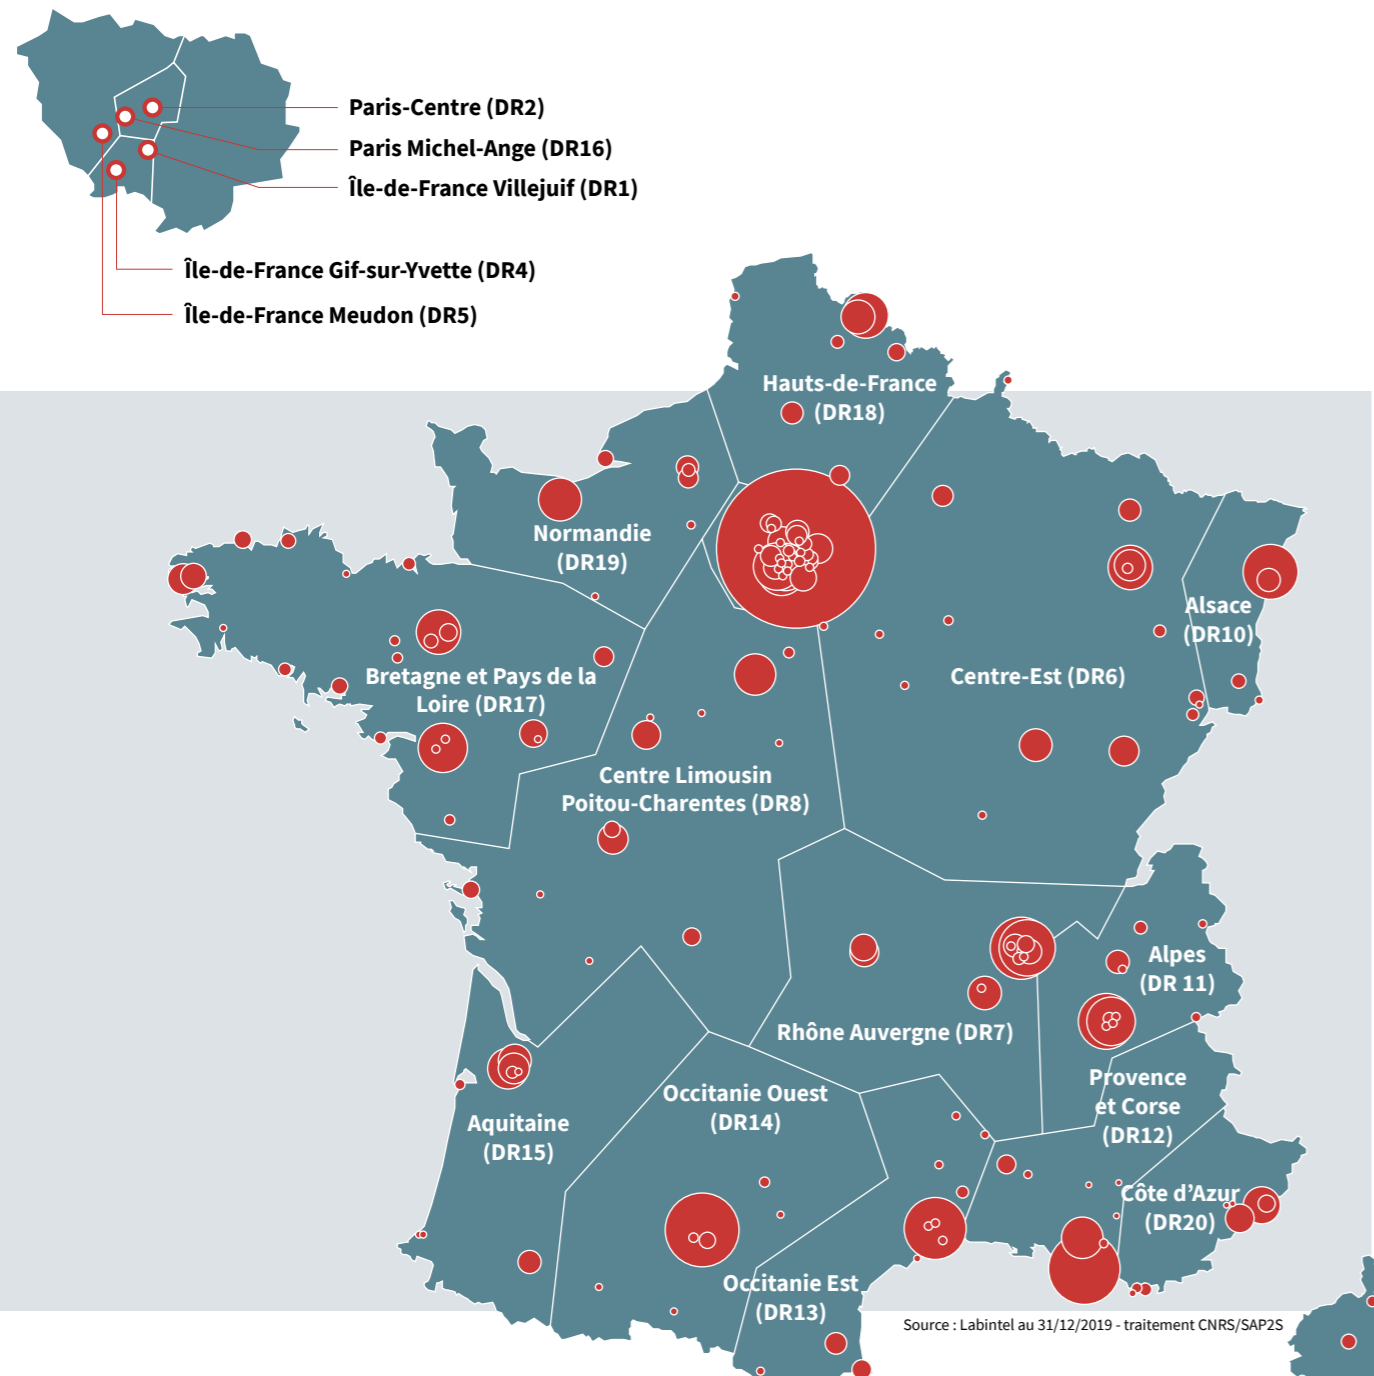 Paris-Centre (DR2)
Paris Michel-Ange (DR16)
Île-de-France Villejuif (DR1)
Île-de-France Gif-sur-Yvette (DR4)
Île-de-France Meudon (DR5)
Hauts-de-France
(DR18)
Normandie
(DR19)
Alsace
(DR10)
Bretagne et Pays de la
Loire (DR17)
Centre-Est (DR6)
Centre Limousin
Poitou-Charentes (DR8)
Alpes
(DR 11)
Rhône Auvergne (DR7)
Provence
et Corse
(DR12)
Occitanie Ouest
(DR14)
Aquitaine
(DR15)
Côte d’Azur
(DR20)
Occitanie Est
(DR13)
Source : Labintel au 31/12/2019 - traitement CNRS/SAP2S